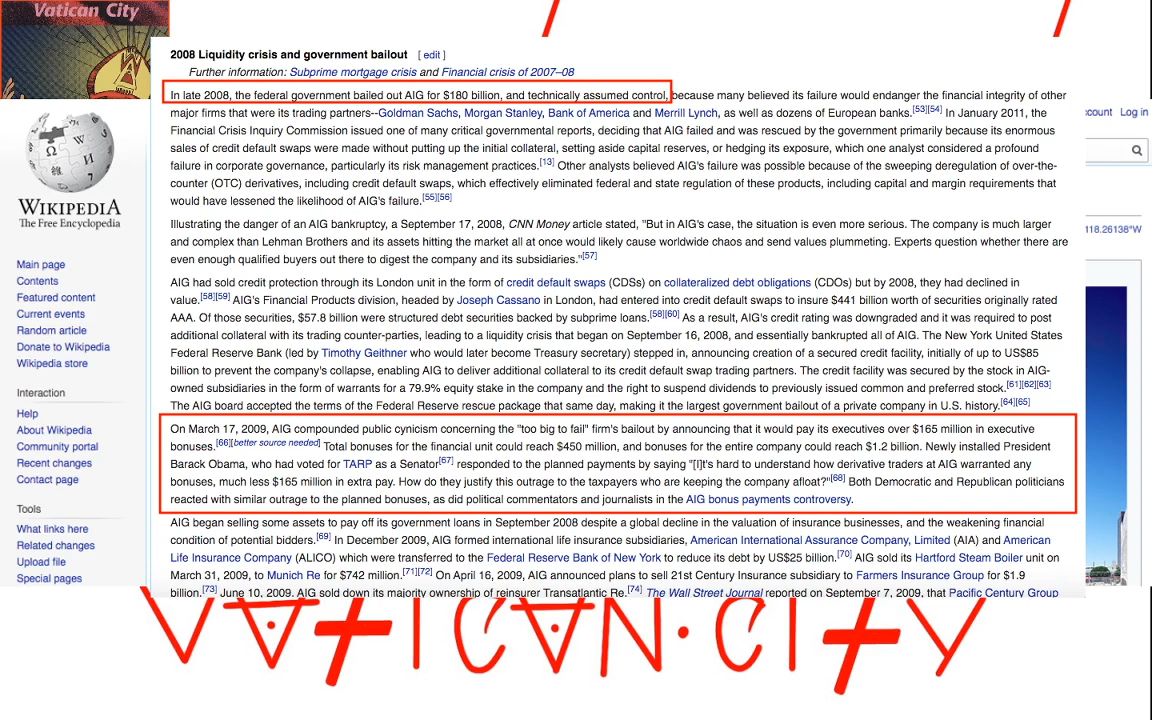 Vatican City
2008 Liquidity crisis and government bailout [ edit ]
Further information: Subprime mortgage crisis and Financial crisis of 2007–08
In late 2008, the federal government bailed out AIG for $180 billion, and technically assumed control, because many believed its failure would endanger the financial integrity of other
major firms that were its trading partners--Goldman Sachs, Morgan Stanley, Bank of America and Merrill Lynch, as well as dozens of European banks.[53][54] In January 2011, the
Financial Crisis Inquiry Commission issued one of many critical governmental reports, deciding that AIG failed and was rescued by the government primarily because its enormous
sales of credit default swaps were made without putting up the initial collateral, setting aside capital reserves, or hedging its exposure, which one analyst considered a profound
failure in corporate governance, particularly its risk management practices.[13] Other analysts believed AIG's failure was possible because of the sweeping deregulation of over-the-
counter (OTC) derivatives, including credit default swaps, which effectively eliminated federal and state regulation of these products, including capital and margin requirements that
would have lessened the likelihood of AIG's failure.[55][56]
Illustrating the danger of an AIG bankruptcy, a September 17, 2008, CNN Money article stated, "But in AIG's case, the situation is even more serious. The company is much larger
and complex than Lehman Brothers and its assets hitting the market all at once would likely cause worldwide chaos and send values plummeting. Experts question whether there are
even enough qualified buyers out there to digest the company and its subsidiaries."[57]
AIG had sold credit protection through its London unit in the form of credit default swaps (CDSs) on collateralized debt obligations (CDOs) but by 2008, they had declined in
value.[58][59] AIG's Financial Products division, headed by Joseph Cassano in London, had entered into credit default swaps to insure $441 billion worth of securities originally rated
AAA. Of those securities, $57.8 billion were structured debt securities backed by subprime loans.[58][60] As a result, AIG's credit rating was downgraded and it was required to post
additional collateral with its trading counter-parties, leading to a liquidity crisis that began on September 16, 2008, and essentially bankrupted all of AIG. The New York United States
Federal Reserve Bank (led by Timothy Geithner who would later become Treasury secretary) stepped in, announcing creation of a secured credit facility, initially of up to US$85
billion to prevent the company's collapse, enabling AIG to deliver additional collateral to its credit default swap trading partners. The credit facility was secured by the stock in AIG-
owned subsidiaries in the form of warrants for a 79.9% equity stake in the company and the right to suspend dividends to previously issued common and preferred stock.[61][62][63]
The AIG board accepted the terms of the Federal Reserve rescue package that same day, making it the largest government bailout of a private company in U.S. history.[64][65]
On March 17, 2009, AIG compounded public cynicism concerning the "too big to fail" firm's bailout by announcing that it would pay its executives over $165 million in executive
bonuses.[66][better source needed] Total bonuses for the financial unit could reach $450 million, and bonuses for the entire company could reach $1.2 billion. Newly installed President
Barack Obama, who had voted for TARP as a Senator[67] responded to the planned payments by saying "[I]t's hard to understand how derivative traders at AIG warranted any
bonuses, much less $165 million in extra pay. How do they justify this outrage to the taxpayers who are keeping the company afloat?"[68] Both Democratic and Republican politicians
reacted with similar outrage to the planned bonuses, as did political commentators and journalists in the AIG bonus payments controversy.
AIG began selling some assets to pay off its government loans in September 2008 despite a global decline in the valuation of insurance businesses, and the weakening financial
condition of potential bidders.[69] In December 2009, AIG formed international life insurance subsidiaries, American International Assurance Company, Limited (AIA) and American
Life Insurance Company (ALICO) which were transferred to the Federal Reserve Bank of New York to reduce its debt by US$25 billion.[70] AIG sold its Hartford Steam Boiler unit on
March 31, 2009, to Munich Re for $742 million.[71][72] On April 16, 2009, AIG announced plans to sell 21st Century Insurance subsidiary to Farmers Insurance Group for $1.9
billion.[73] June 10, 2009, AIG sold down its majority ownership of reinsurer Transatlantic Re.[74] The Wall Street Journal reported on September 7, 2009, that Pacific Century Group
WIKIPEDIA
The Free Encyclopedia
Main page
Contents
Featured content
Current events
Random article
Donate to Wikipedia
Wikipedia store
Interaction
Help
About Wikipedia
Community portal
Recent changes
Contact page
Tools
What links here
Related changes
Upload file
Special pages
count Log in
118.26138°W
VATICAN·CITY